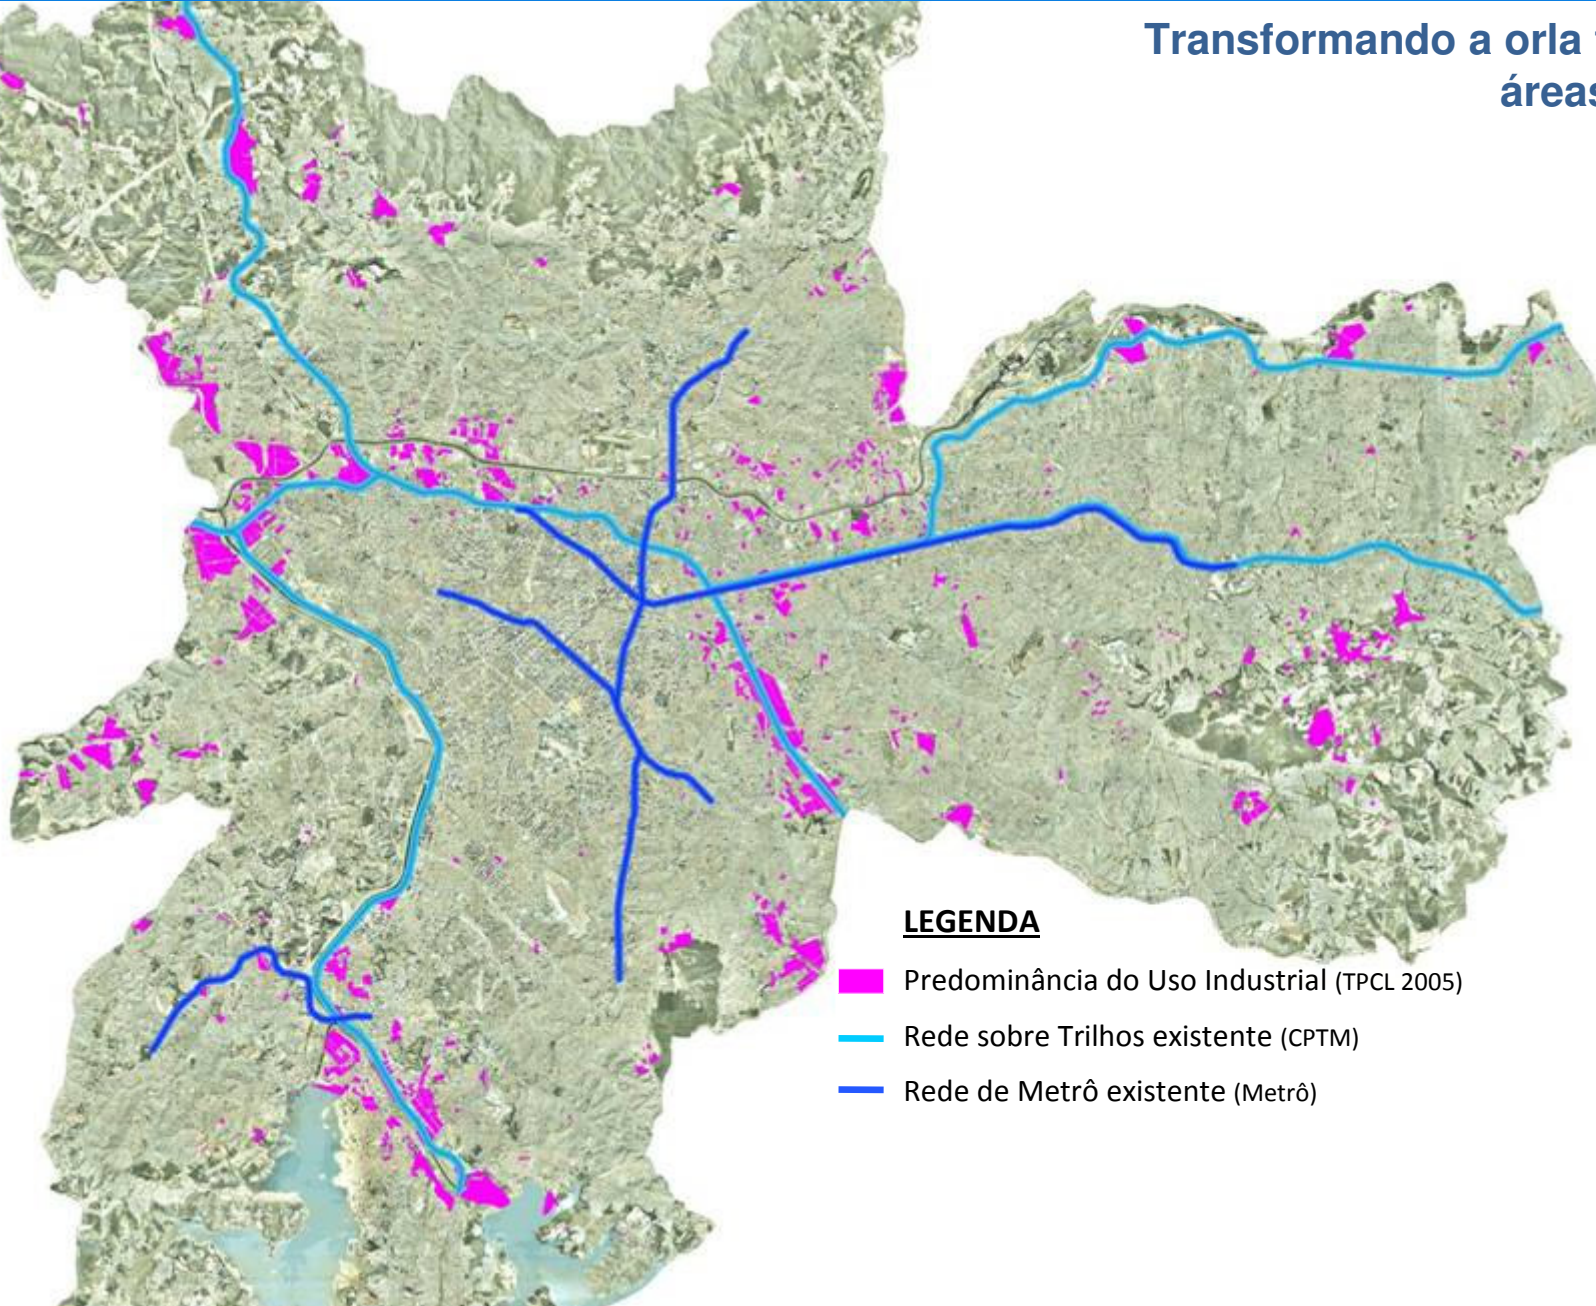 Transformando a orla
áreas
LEGENDA
Predominância do Uso Industrial (TPCL 2005)
Rede sobre Trilhos existente (CPTM)
Rede de Metrô existente (Metrô)